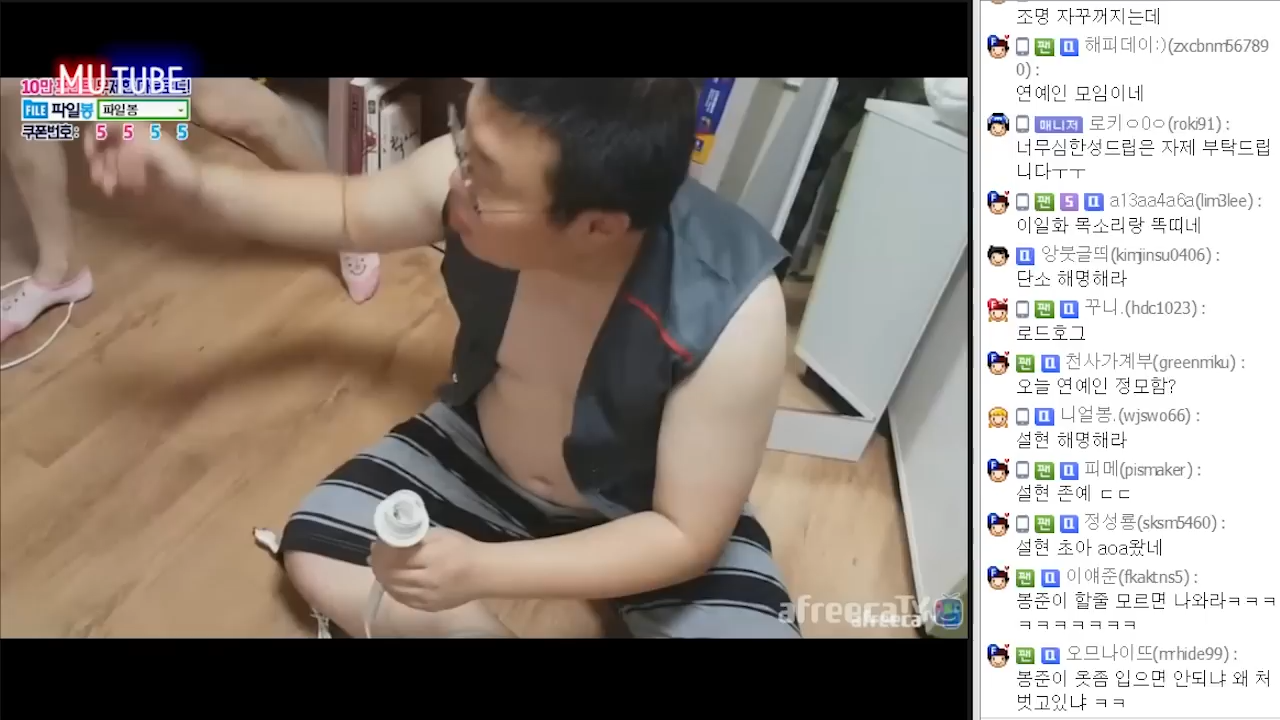 MUTUBE
FILE 파일봉 파일봉
쿠폰번호: 5 5 5 5
afreecaTV
afreeca
조명 자꾸꺼지는데
팬 해피데이:)(zxcbnm56789
0) :
연예인 모임이네
매니저 로키ㅇ0ㅇ(roki91) :
너무심한성드립은 자제 부탁드립
니다ㅜㅜ
팬 S a13aa4a6a(lim3lee) :
이일화 목소리랑 똑띠네
앙붓글띄(kimjinsu0406) :
단소 해명해라
팬 꾸니.(hdc1023) :
로드호그
팬 천사가계부(greenmiku) :
오늘 연예인 정모함?
니얼봉.(wjswo66) :
설현 해명해라
팬 피메(pismaker) :
설현 존예 ㄷㄷ
팬 정성룡(sksm5460) :
설현 초아 aoa왔네
팬 이얘준(fkaktns5) :
봉준이 할줄 모르면 나와라ㅋㅋㅋ
ㅋㅋㅋㅋㅋㅋㅋ
팬 오므나이뜨(mrhide99) :
봉준이 옷좀 입으면 안되냐 왜 처
벗고있냐 ㅋㅋ